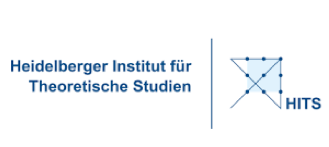 Heidelberger Institut für
Theoretische Studien
HITS